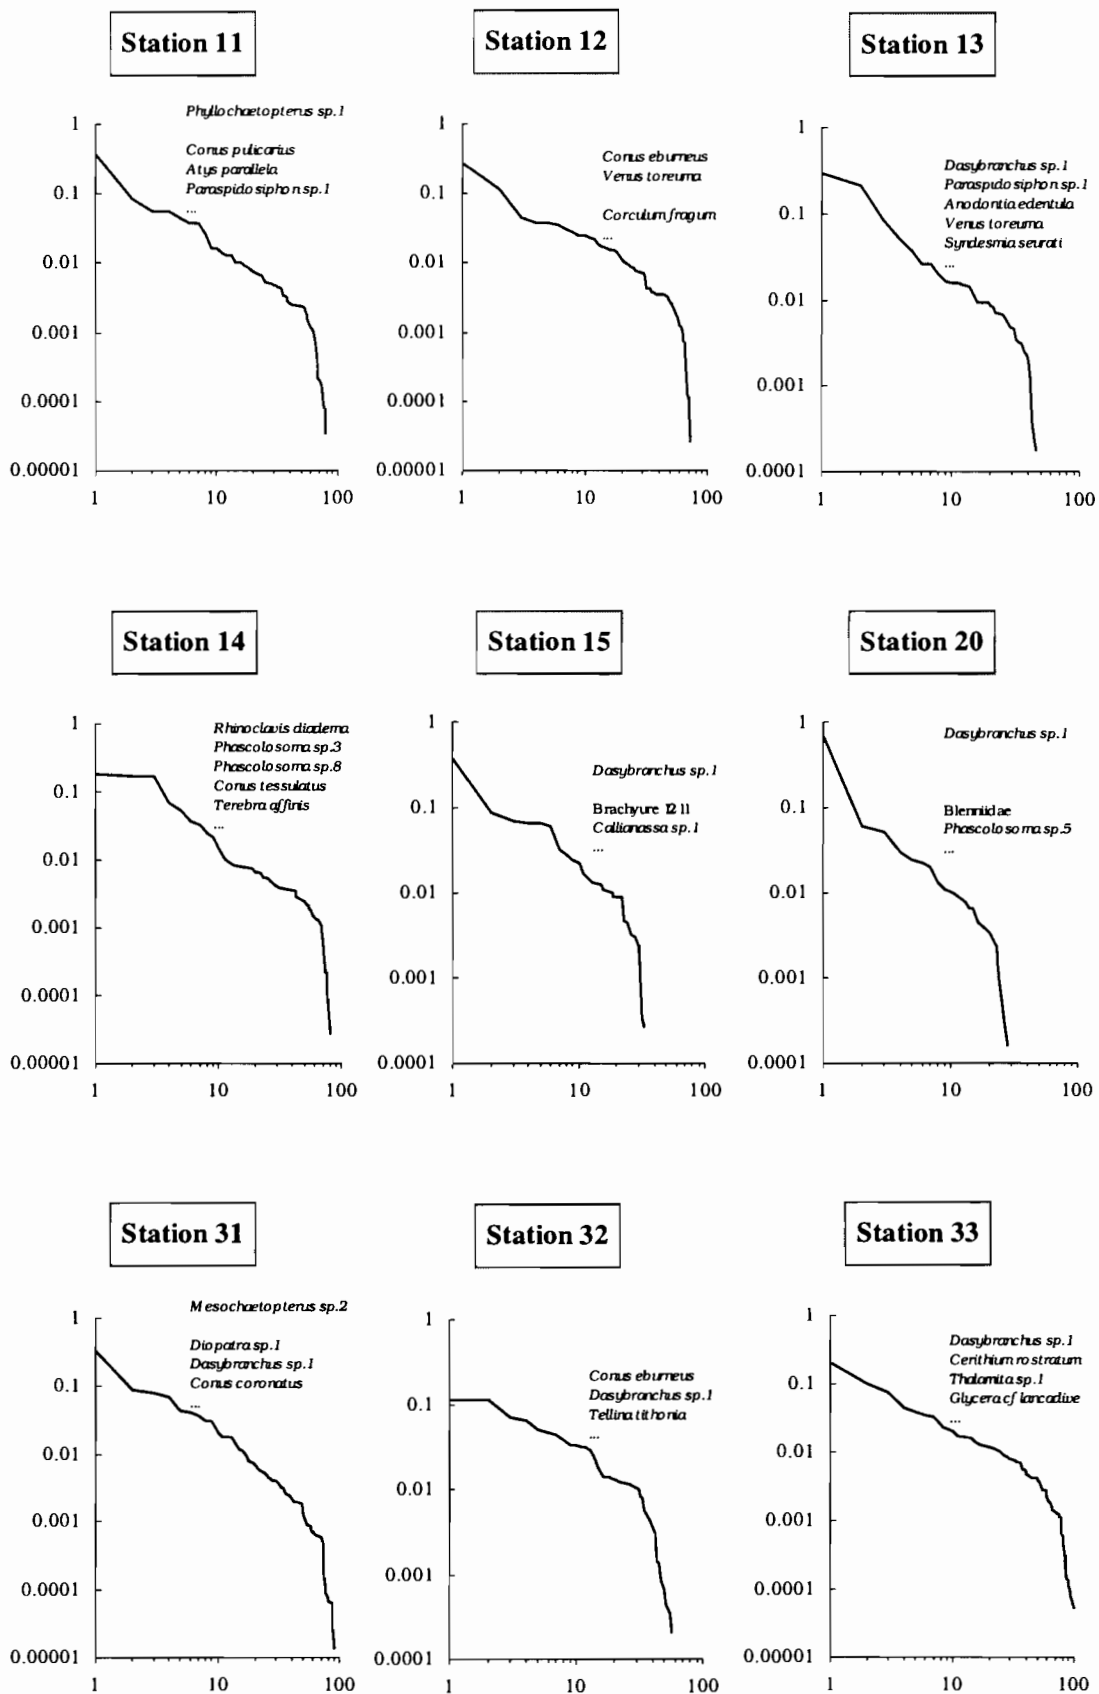 Station 11
Phyllochaetopterus sp.1
Conus pulicarius
Atys parallela
Paraspidosiphon sp.1
...
1
0.1
0.01
0.001
0.0001
0.00001
1 10 100
Station 12
Conus eburneus
Venus toreuma
Corculum fragum
...
1
0.1
0.01
0.001
0.0001
0.00001
1 10 100
Station 13
Dasybranchus sp.1
Paraspidosiphon sp.1
Anodontia edentula
Venus toreuma
Syndesmia seurati
...
1
0.1
0.01
0.001
0.0001
1 10 100
Station 14
Rhinoclavis diadema
Phascolosoma sp.3
Phascolosoma sp.8
Conus tessulatus
Terebra affinis
...
1
0.1
0.01
0.001
0.0001
0.00001
1 10 100
Station 15
Dasybranchus sp.1
Brachyure 12 11
Callianassa sp.1
...
1
0.1
0.01
0.001
0.0001
1 10 100
Station 20
Dasybranchus sp.1
Blenniidae
Phascolosoma sp.5
...
1
0.1
0.01
0.001
0.0001
1 10 100
Station 31
Mesochaetopterus sp.2
Diopatra sp.1
Dasybranchus sp.1
Conus coronatus
...
1
0.1
0.01
0.001
0.0001
0.00001
1 10 100
Station 32
Conus eburneus
Dasybranchus sp.1
Tellina tithonia
...
1
0.1
0.01
0.001
0.0001
1 10 100
Station 33
Dasybranchus sp.1
Cerithium rostratum
Thalamita sp.1
Glycera cf lancadive
...
1
0.1
0.01
0.001
0.0001
0.00001
1 10 100